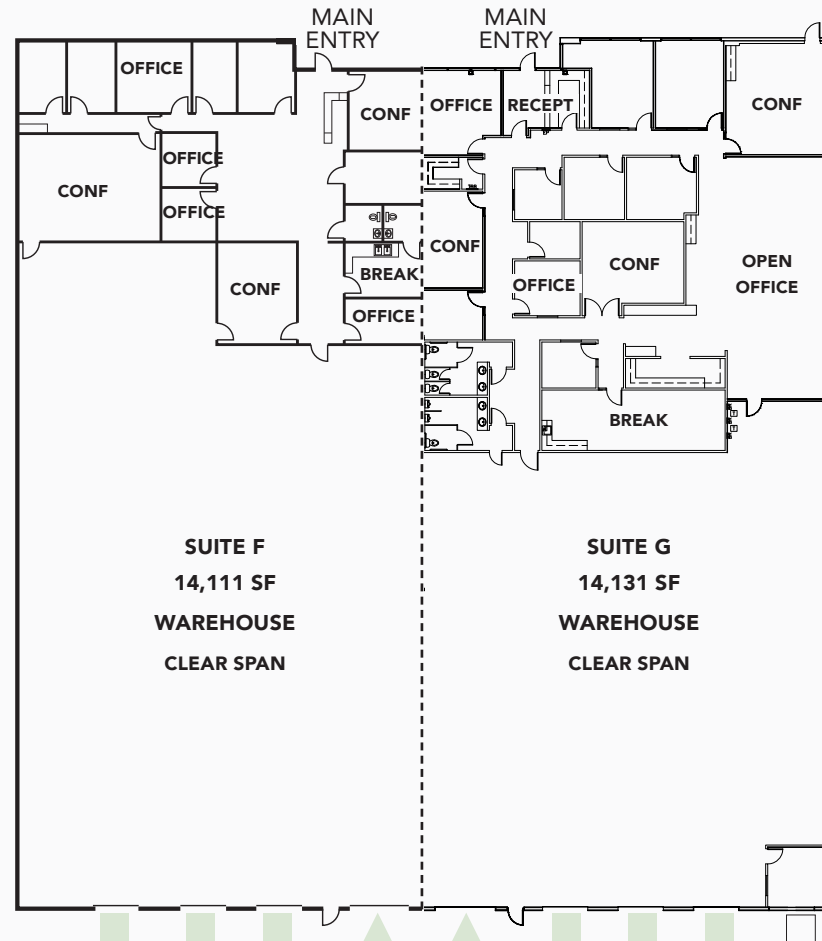 MAIN
ENTRY
MAIN
ENTRY
OFFICE
CONF
OFFICE
RECEPT
CONF
OFFICE
CONF
OFFICE
CONF
BREAK
OFFICE
CONF
OFFICE
CONF
OPEN
OFFICE
BREAK
SUITE F
14,111 SF
WAREHOUSE
CLEAR SPAN
SUITE G
14,131 SF
WAREHOUSE
CLEAR SPAN